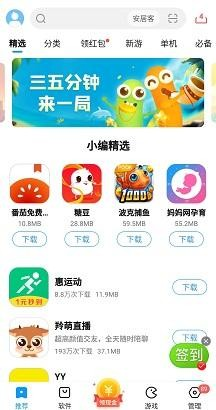 安居客
精选 分类 领红包 新游 单机 必备
三五分钟
来一局
小编精选
番茄免费... 糖豆 波克捕鱼 妈妈网孕育
10.8MB 28.8MB 59.5MB 55.2MB
下载 下载 下载 下载
1元秒到
惠运动
8.8万次下载 11.9MB
下载
羚萌直播
超高颜值交友，全天随时陪聊
193万次下载 37.1MB
签到
YY
领现金
89
推荐 软件 游戏 管理